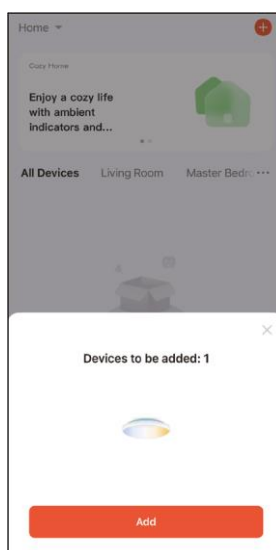 Home
Cozy Home
Enjoy a cozy life
with ambient
indicators and...
All Devices Living Room Master Bedro...
Devices to be added: 1
Add